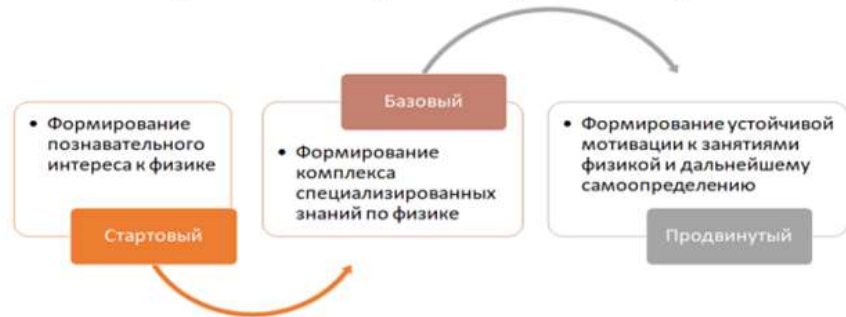 • Формирование
познавательного
интереса к физике
Стартовый
Базовый
• Формирование
комплекса
специализированных
знаний по физике
• Формирование устойчивой
мотивации к занятиями
физикой и дальнейшему
самоопределению
Продвинутый